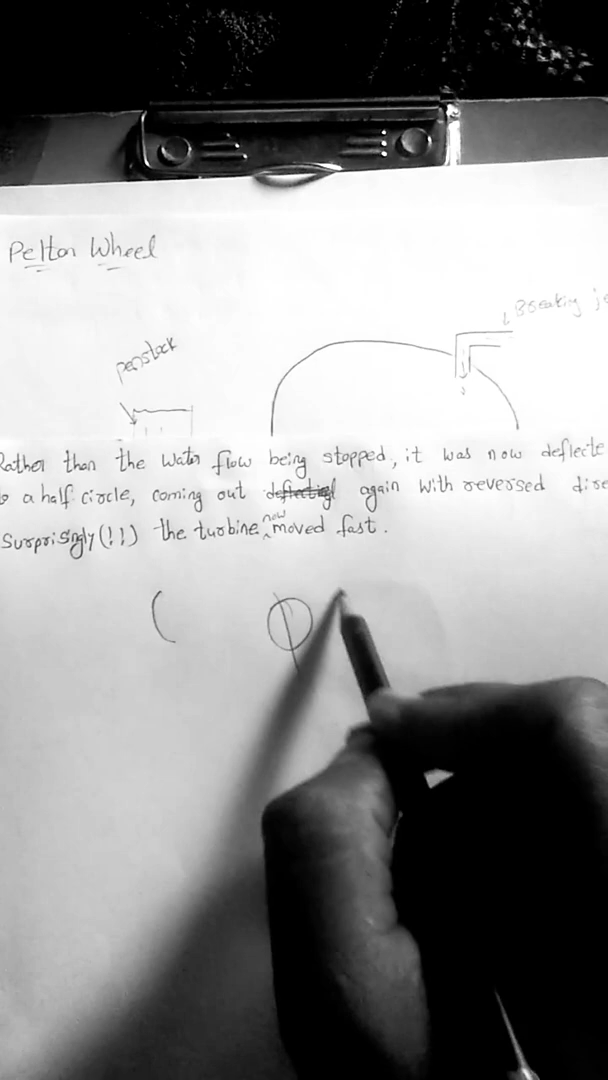 Pelton Wheel
Breaking je
penstock
Rather than the water flow being stopped, it was now deflecte
a half circle, coming out deflecting again with reversed dire
Surprisingly(!!) the turbine now moved fast.